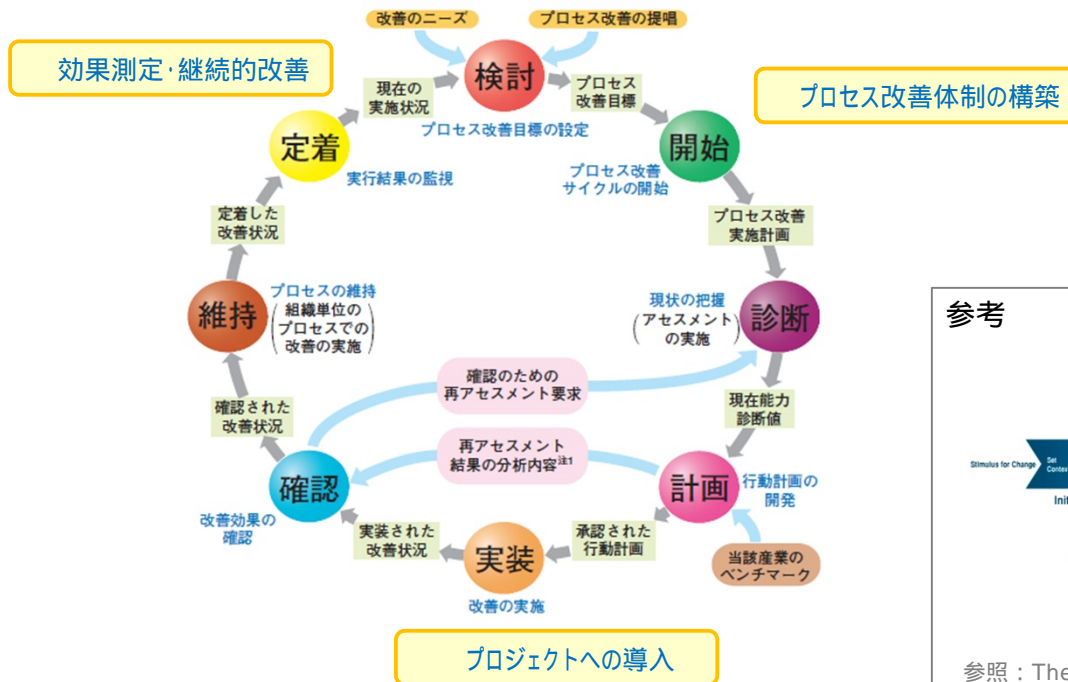 改善のニーズ
プロセス改善の提唱
効果測定・継続的改善
検討
現在の
実施状況
プロセス
改善目標
プロセス改善体制の構築
プロセス改善目標の設定
定着
開始
実行結果の監視
プロセス改善
サイクルの開始
定着した
改善状況
プロセス改善
実施計画
維持
プロセスの維持
(組織単位の
プロセスでの
改善の実施)
現状の把握
(アセスメント
の実施)
診断
参考
確認のための
再アセスメント要求
確認された
改善状況
現在能力
診断値
再アセスメント
結果の分析内容注1
Stimulus for Change
Set
Init
確認
計画
行動計画の
開発
改善効果の
確認
実装された
改善状況
実装
承認された
行動計画
当該産業の
ベンチマーク
改善の実施
プロジェクトへの導入
参照：The